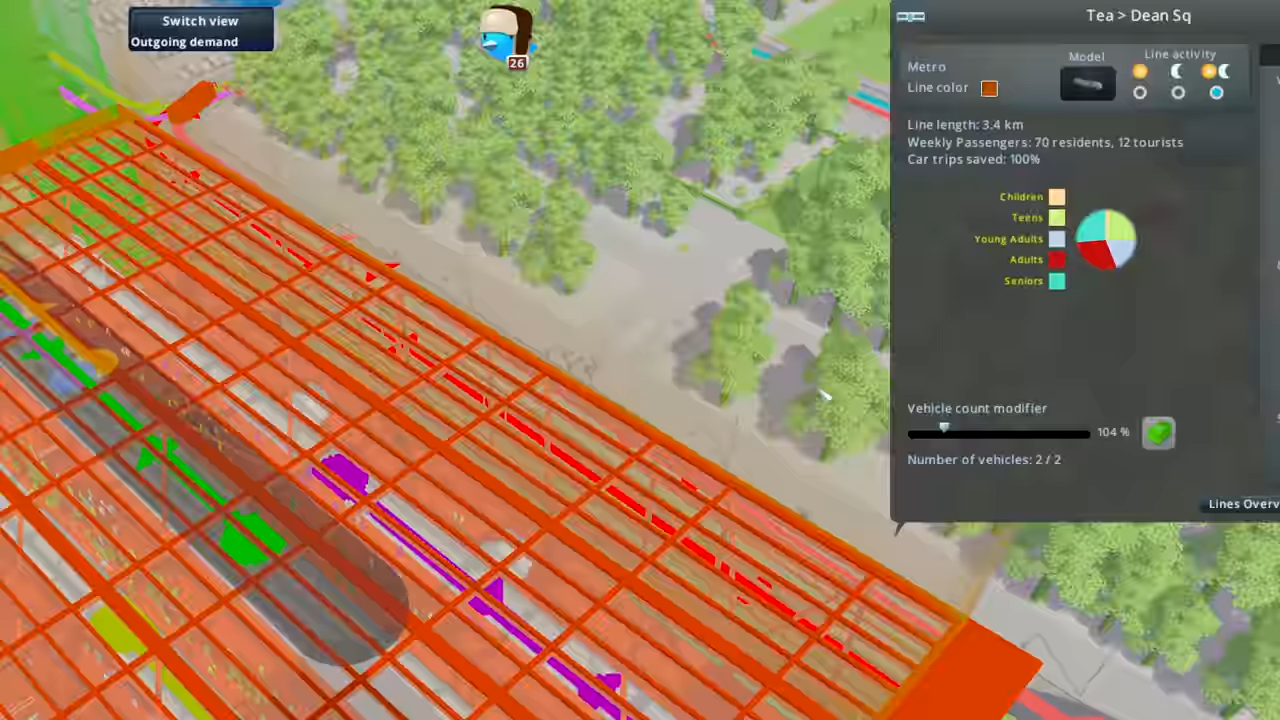 Switch view
Outgoing demand
26
Tea > Dean Sq
Metro
Model
Line activity
Line color
Line length: 3.4 km
Weekly Passengers: 70 residents, 12 tourists
Car trips saved: 100%
Children
Teens
Young Adults
Adults
Seniors
Vehicle count modifier
104 %
Number of vehicles: 2 / 2
Lines Overv